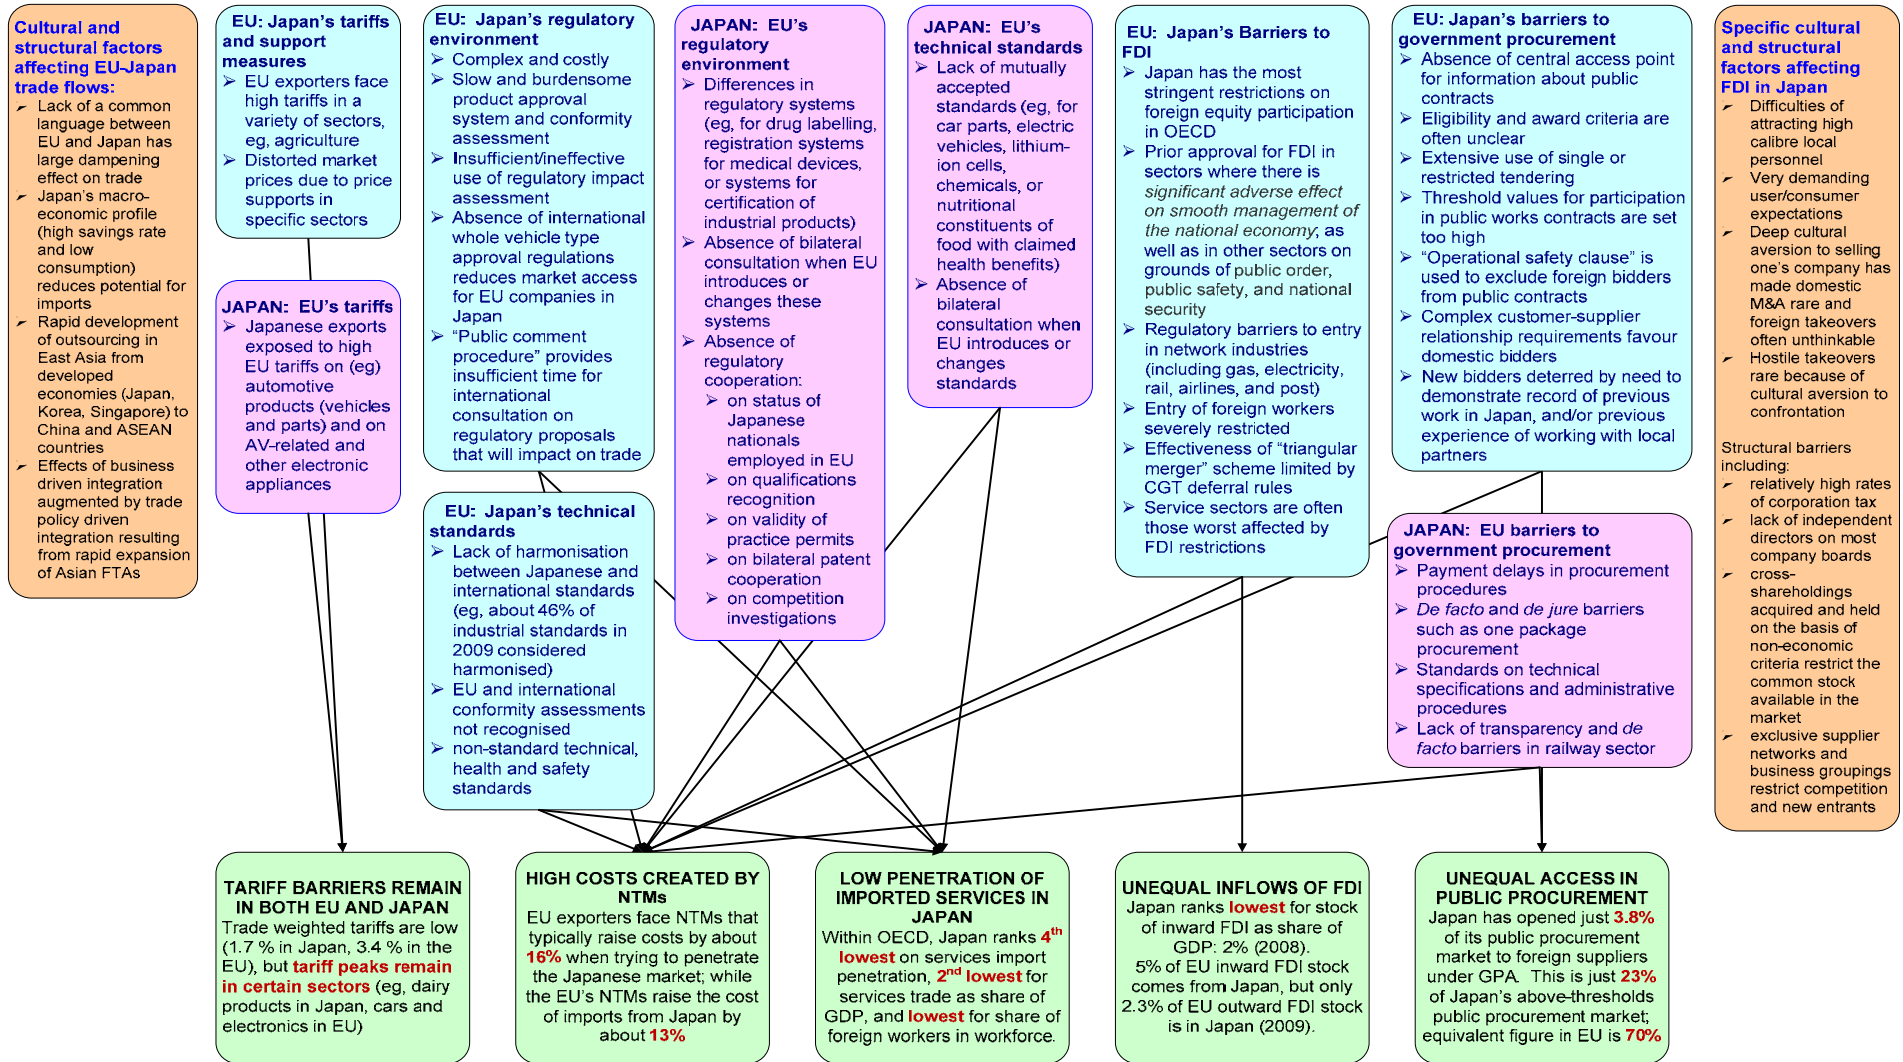 Cultural and
structural factors
affecting EU-Japan
trade flows:
➢ Lack of a common
language between
EU and Japan has
large dampening
effect on trade
➢ Japan's macro-
economic profile
(high savings rate
and low
consumption)
reduces potential for
imports
➢ Rapid development
of outsourcing in
East Asia from
developed
economies (Japan,
Korea, Singapore) to
China and ASEAN
countries
➢ Effects of business
driven integration
augmented by trade
policy driven
integration resulting
from rapid expansion
of Asian FTAs
EU: Japan's tariffs
and support
measures
➢ EU exporters face
high tariffs in a
variety of sectors,
eg, agriculture
➢ Distorted market
prices due to price
supports in
specific sectors
JAPAN: EU's tariffs
➢ Japanese exports
exposed to high
EU tariffs on (eg)
automotive
products (vehicles
and parts) and on
AV-related and
other electronic
appliances
EU: Japan's regulatory
environment
➢ Complex and costly
➢ Slow and burdensome
product approval
system and conformity
assessment
➢ Insufficient/ineffective
use of regulatory impact
assessment
➢ Absence of international
whole vehicle type
approval regulations
reduces market access
for EU companies in
Japan
➢ "Public comment
procedure" provides
insufficient time for
international
consultation on
regulatory proposals
that will impact on trade
EU: Japan's technical
standards
➢ Lack of harmonisation
between Japanese and
international standards
(eg, about 46% of
industrial standards in
2009 considered
harmonised)
➢ EU and international
conformity assessments
not recognised
➢ non-standard technical,
health and safety
standards
JAPAN: EU's
regulatory
environment
➢ Differences in
regulatory systems
(eg, for drug labelling,
registration systems
for medical devices,
or systems for
certification of
industrial products)
➢ Absence of bilateral
consultation when EU
introduces or
changes these
systems
➢ Absence of
regulatory
cooperation:
➢ on status of
Japanese
nationals
employed in EU
➢ on qualifications
recognition
➢ on validity of
practice permits
➢ on bilateral patent
cooperation
➢ on competition
investigations
JAPAN: EU's
technical standards
➢ Lack of mutually
accepted
standards (eg, for
car parts, electric
vehicles, lithium-
ion cells,
chemicals, or
nutritional
constituents of
food with claimed
health benefits)
➢ Absence of
bilateral
consultation when
EU introduces or
changes
standards
EU: Japan's Barriers to
FDI
➢ Japan has the most
stringent restrictions on
foreign equity participation
in OECD
➢ Prior approval for FDI in
sectors where there is
significant adverse effect
on smooth management of
the national economy; as
well as in other sectors on
grounds of public order,
public safety, and national
security
➢ Regulatory barriers to entry
in network industries
(including gas, electricity,
rail, airlines, and post)
➢ Entry of foreign workers
severely restricted
➢ Effectiveness of "triangular
merger" scheme limited by
CGT deferral rules
➢ Service sectors are often
those worst affected by
FDI restrictions
EU: Japan's barriers to
government procurement
➢ Absence of central access point
for information about public
contracts
➢ Eligibility and award criteria are
often unclear
➢ Extensive use of single or
restricted tendering
➢ Threshold values for participation
in public works contracts are set
too high
➢ "Operational safety clause" is
used to exclude foreign bidders
from public contracts
➢ Complex customer-supplier
relationship requirements favour
domestic bidders
➢ New bidders deterred by need to
demonstrate record of previous
work in Japan, and/or previous
experience of working with local
partners
JAPAN: EU barriers to
government procurement
➢ Payment delays in procurement
procedures
➢ De facto and de jure barriers
such as one package
procurement
➢ Standards on technical
specifications and administrative
procedures
➢ Lack of transparency and de
facto barriers in railway sector
Specific cultural
and structural
factors affecting
FDI in Japan
➢ Difficulties of
attracting high
calibre local
personnel
➢ Very demanding
user/consumer
expectations
➢ Deep cultural
aversion to selling
one's company has
made domestic
M&A rare and
foreign takeovers
often unthinkable
➢ Hostile takeovers
rare because of
cultural aversion to
confrontation
Structural barriers
including:
➢ relatively high rates
of corporation tax
➢ lack of independent
directors on most
company boards
➢ cross-
shareholdings
acquired and held
on the basis of
non-economic
criteria restrict the
common stock
available in the
market
➢ exclusive supplier
networks and
business groupings
restrict competition
and new entrants
TARIFF BARRIERS REMAIN
IN BOTH EU AND JAPAN
Trade weighted tariffs are low
(1.7 % in Japan, 3.4 % in the
EU), but tariff peaks remain
in certain sectors (eg, dairy
products in Japan, cars and
electronics in EU)
HIGH COSTS CREATED BY
NTMs
EU exporters face NTMs that
typically raise costs by about
16% when trying to penetrate
the Japanese market; while
the EU's NTMs raise the cost
of imports from Japan by
about 13%
LOW PENETRATION OF
IMPORTED SERVICES IN
JAPAN
Within OECD, Japan ranks 4th
lowest on services import
penetration, 2nd lowest for
services trade as share of
GDP, and lowest for share of
foreign workers in workforce.
UNEQUAL INFLOWS OF FDI
Japan ranks lowest for stock
of inward FDI as share of
GDP: 2% (2008).
5% of EU inward FDI stock
comes from Japan, but only
2.3% of EU outward FDI stock
is in Japan (2009).
UNEQUAL ACCESS IN
PUBLIC PROCUREMENT
Japan has opened just 3.8%
of its public procurement
market to foreign suppliers
under GPA. This is just 23%
of Japan's above-thresholds
public procurement market;
equivalent figure in EU is 70%